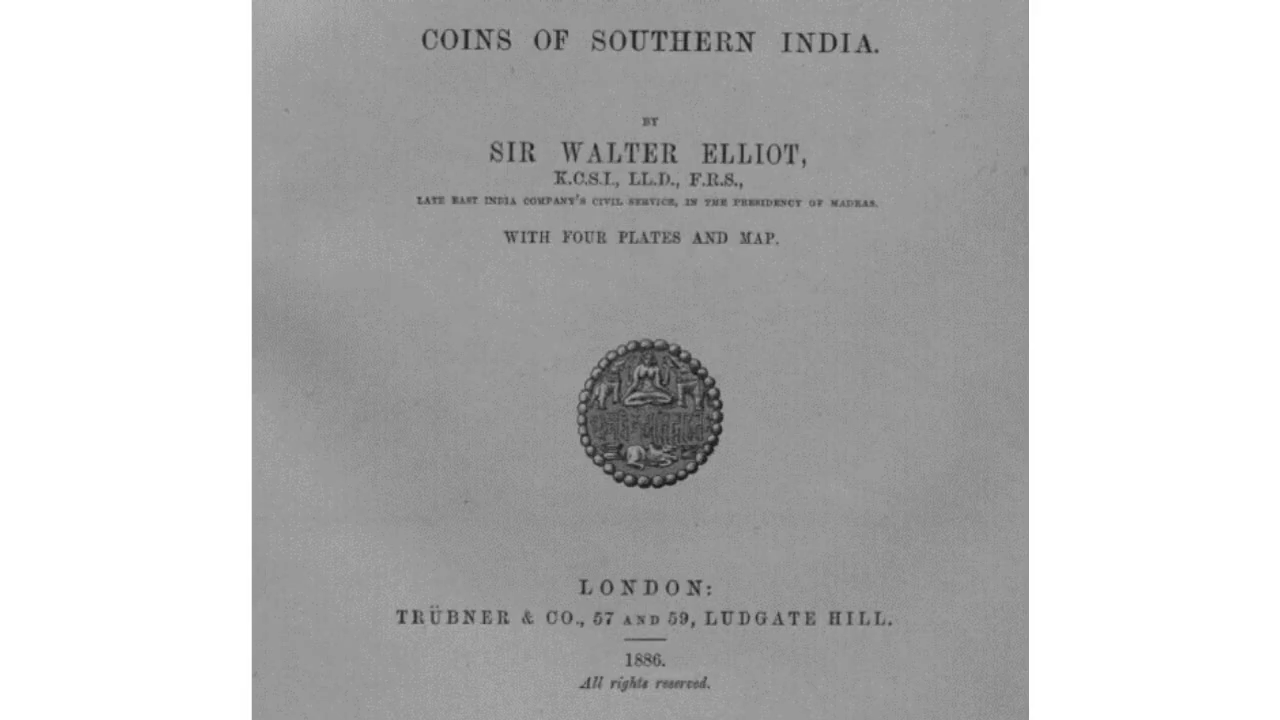 COINS OF SOUTHERN INDIA.
BY
SIR WALTER ELLIOT,
K.C.S.I., LL.D., F.R.S.,
LATE EAST INDIA COMPANY'S CIVIL SERVICE, IN THE PRESIDENCY OF MADRAS.
WITH FOUR PLATES AND MAP.
LONDON:
TRÜBNER & CO., 57 AND 59, LUDGATE HILL.
1886.
All rights reserved.